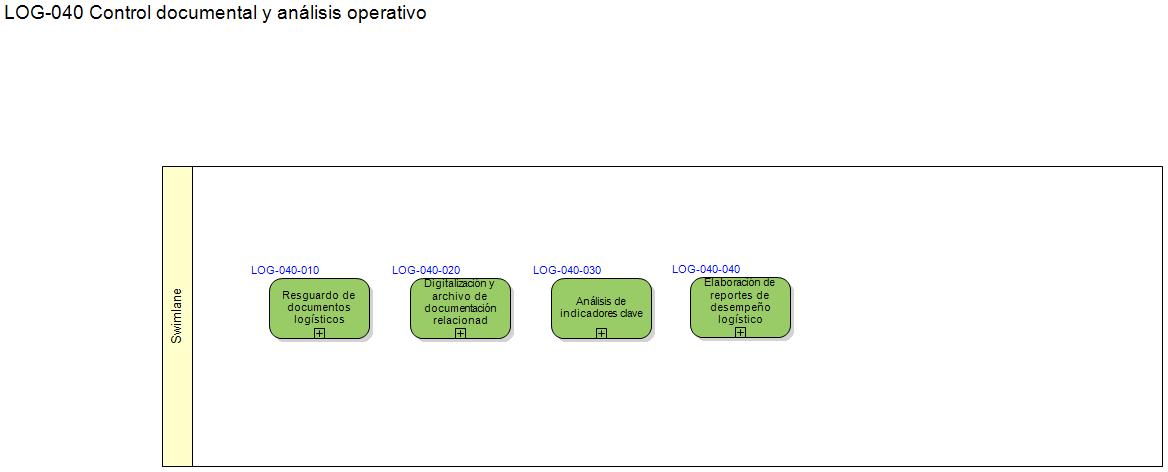 LOG-040 Control documental y análisis operativo
Swimlane
LOG-040-010
Resguardo de
documentos
logísticos
LOG-040-020
Digitalización y
archivo de
documentación
relacionad
LOG-040-030
Análisis de
indicadores clave
LOG-040-040
Elaboración de
reportes de
desempeño
logístico